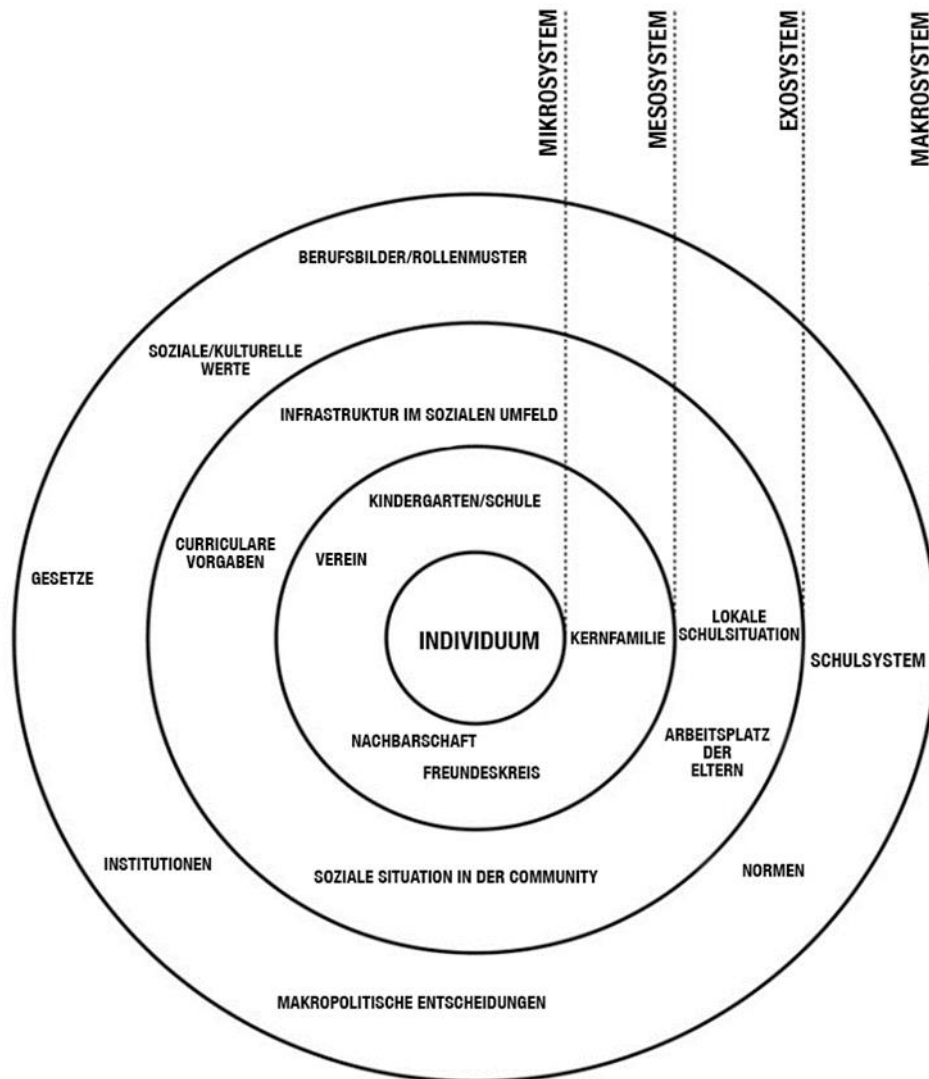 MIKROSYSTEM
MESOSYSTEM
EXOSYSTEM
MAKROSYSTEM
BERUFSBILDER/ROLLENMUSTER
SOZIALE/KULTURELLE
WERTE
INFRASTRUKTUR IM SOZIALEN UMFELD
KINDERGARTEN/SCHULE
CURRICULARE
VORGABEN
VEREIN
GESETZE
INDIVIDUUM
KERNFAMILIE
LOKALE
SCHULSITUATION
SCHULSYSTEM
NACHBARSCHAFT
FREUNDESKREIS
ARBEITSPLATZ
DER
ELTERN
INSTITUTIONEN
SOZIALE SITUATION IN DER COMMUNITY
NORMEN
MAKROPOLITISCHE ENTSCHEIDUNGEN